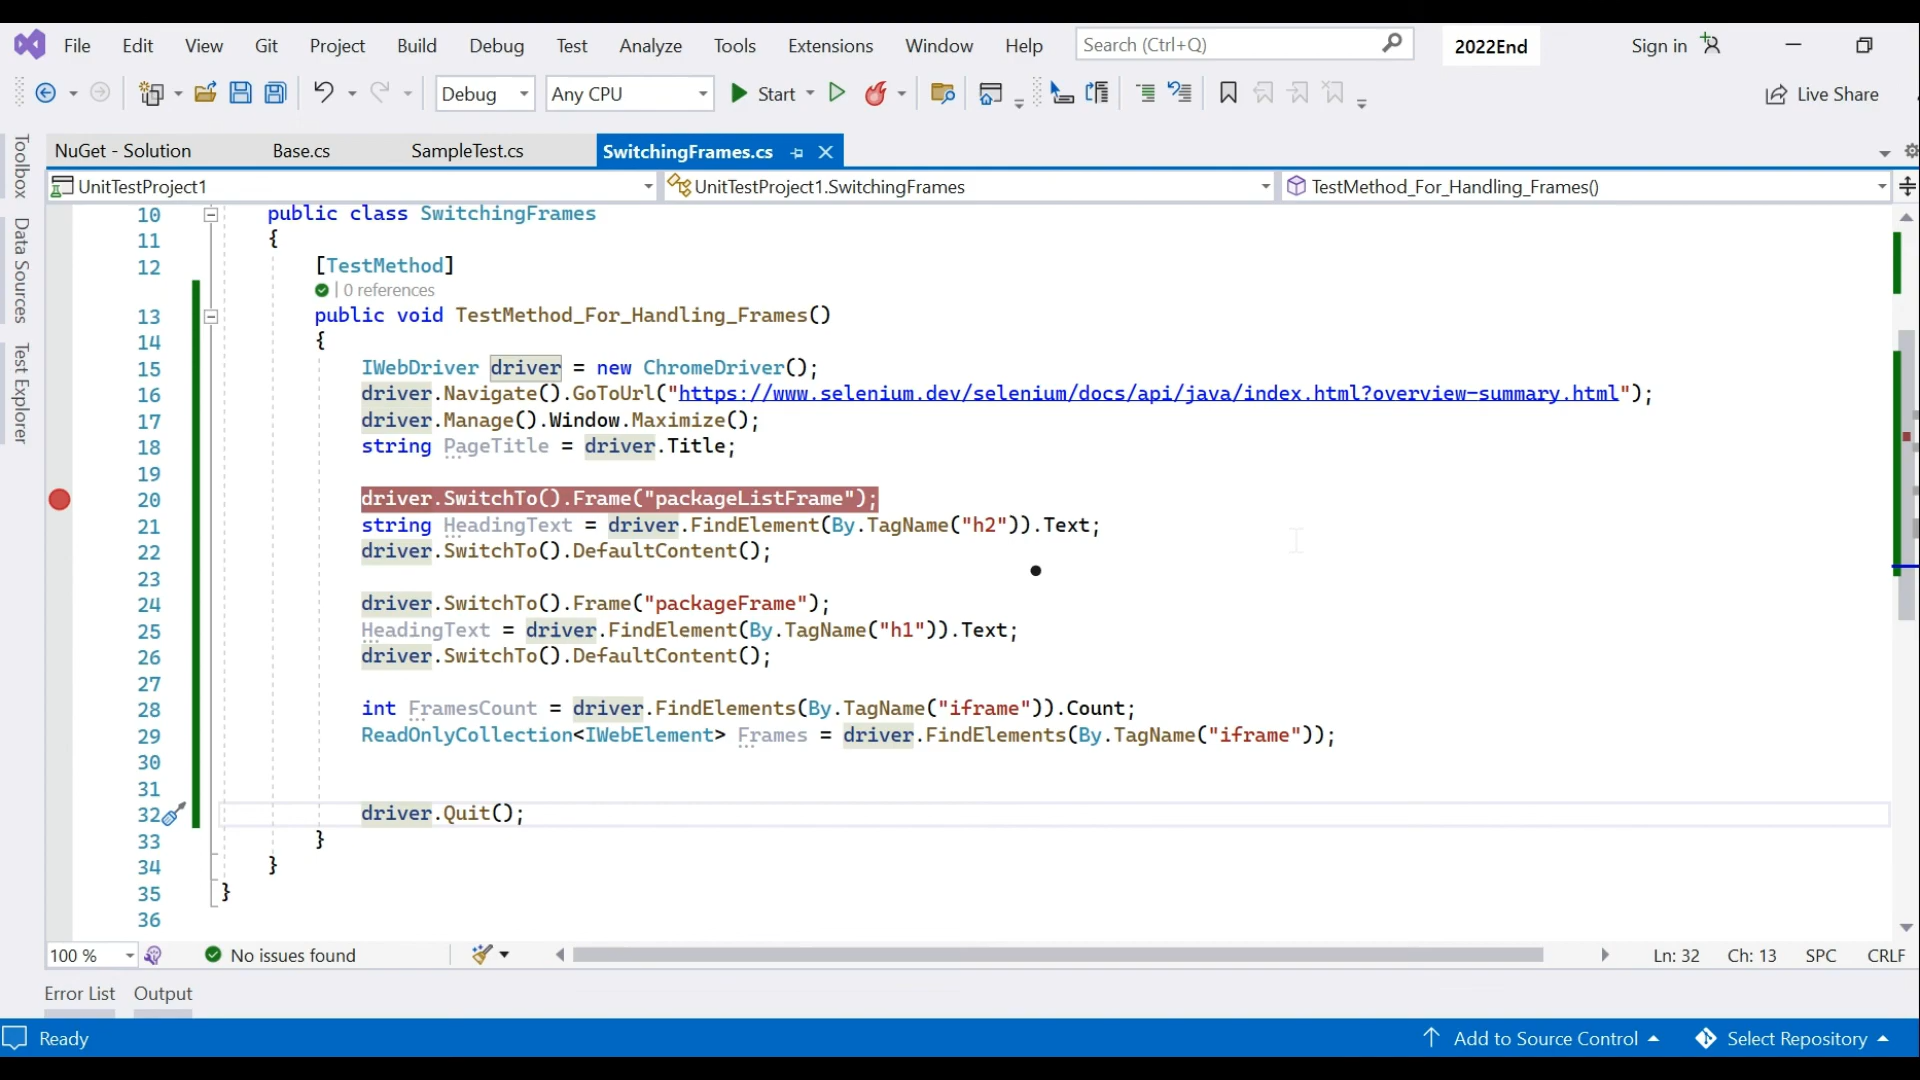 File Edit View Git Project Build Debug Test Analyze Tools Extensions Window Help Search (Ctrl+Q) 2022End Sign in
Debug Any CPU Start Live Share
NuGet - Solution Base.cs SampleTest.cs SwitchingFrames.cs
UnitTestProject1 UnitTestProject1.SwitchingFrames TestMethod_For_Handling_Frames()
Toolbox
Data Sources
Test Explorer
10 public class SwitchingFrames
11 {
12 [TestMethod]
0 references
13 public void TestMethod_For_Handling_Frames()
14 {
15 IWebDriver driver = new ChromeDriver();
16 driver.Navigate().GoToUrl("https://www.selenium.dev/selenium/docs/api/java/index.html?overview-summary.html");
17 driver.Manage().Window.Maximize();
18 string PageTitle = driver.Title;
19
20 driver.SwitchTo().Frame("packageListFrame");
21 string HeadingText = driver.FindElement(By.TagName("h2")).Text;
22 driver.SwitchTo().DefaultContent();
23
24 driver.SwitchTo().Frame("packageFrame");
25 HeadingText = driver.FindElement(By.TagName("h1")).Text;
26 driver.SwitchTo().DefaultContent();
27
28 int FramesCount = driver.FindElements(By.TagName("iframe")).Count;
29 ReadOnlyCollection<IWebElement> Frames = driver.FindElements(By.TagName("iframe"));
30
31
32 driver.Quit();
33 }
34 }
35 }
36
100 % No issues found Ln: 32 Ch: 13 SPC CRLF
Error List Output
Ready Add to Source Control Select Repository